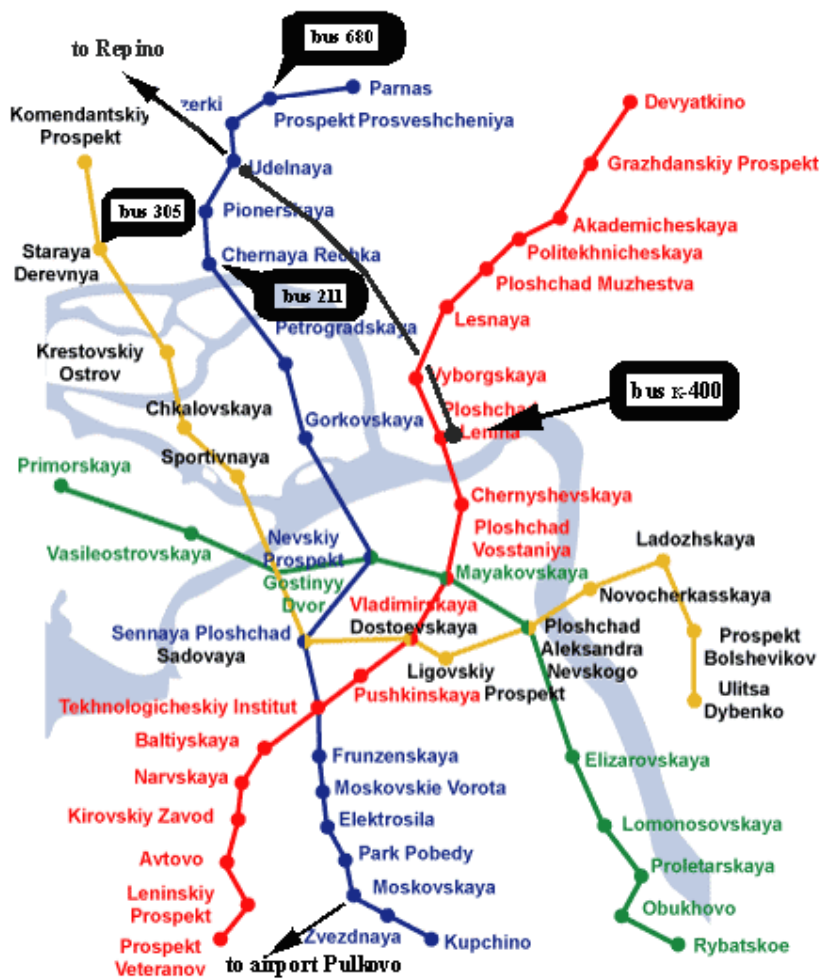 bus 680
to Repino
Parnas
zerki
Prospekt Prosveshcheniya
Devyatkino
Komendantskiy
Prospekt
Udelnaya
Grazhdanskiy Prospekt
bus 305
Pionerskaya
Akademicheskaya
Politekhnicheskaya
Staraya
Derevnya
Chernaya Rechka
Ploshchad Muzhestva
bus 211
Petrogradskaya
Lesnaya
Krestovskiy
Ostrov
Vyborgskaya
bus к-400
Chkalovskaya
Gorkovskaya
Ploshchad
Lenina
Sportivnaya
Primorskaya
Chernyshevskaya
Vasileostrovskaya
Nevskiy
Prospekt
Gostinyy
Dvor
Ploshchad
Vosstaniya
Mayakovskaya
Ladozhskaya
Novocherkasskaya
Vladimirskaya
Dostoevskaya
Sennaya Ploshchad
Sadovaya
Ploshchad
Aleksandra
Nevskogo
Prospekt
Bolshevikov
Ligovskiy
Prospekt
Pushkinskaya
Ulitsa
Dybenko
Tekhnologicheskiy Institut
Baltiyskaya
Frunzenskaya
Elizarovskaya
Narvskaya
Moskovskie Vorota
Kirovskiy Zavod
Elektrosila
Lomonosovskaya
Avtovo
Park Pobedy
Proletarskaya
Leninskiy
Prospekt
Moskovskaya
Obukhovo
Prospekt
Veteranov
Zvezdnaya
Kupchino
Rybatskoe
to airport Pulkovo